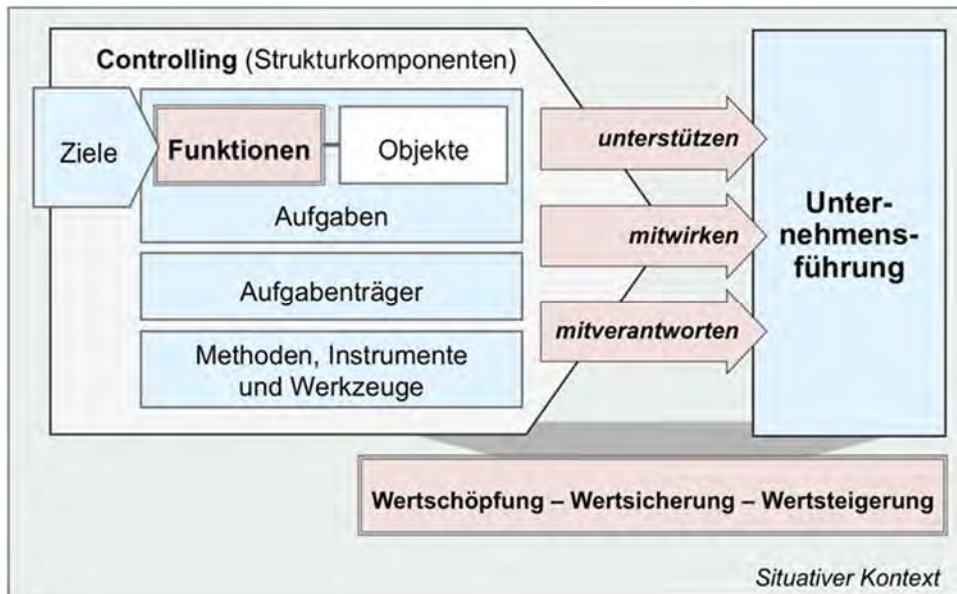 Controlling (Strukturkomponenten)
Ziele
Funktionen
Objekte
Aufgaben
Aufgabenträger
Methoden, Instrumente
und Werkzeuge
unterstützen
mitwirken
mitverantworten
Unter-
nehmens-
führung
Wertschöpfung – Wertsicherung – Wertsteigerung
Situativer Kontext